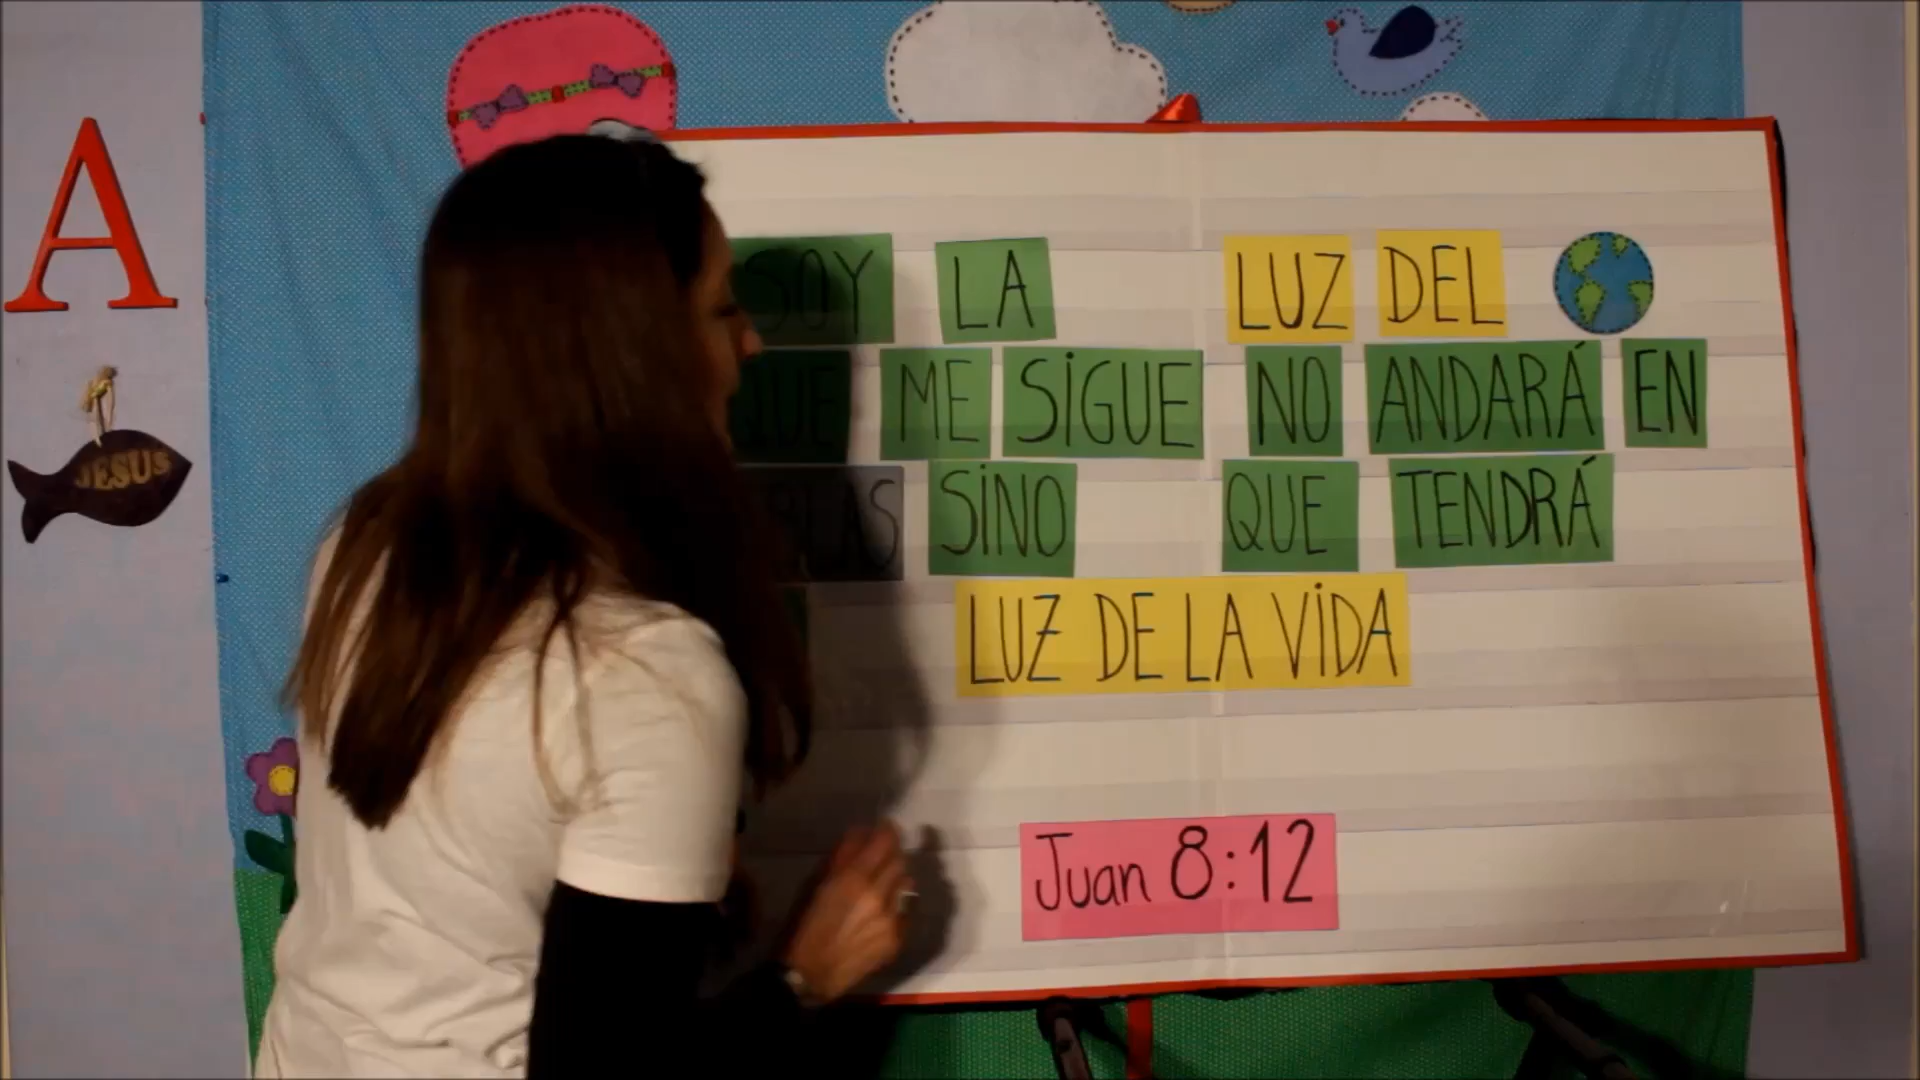 A
JESUS
SOY LA LUZ DEL
QUE ME SIGUE NO ANDARÁ EN
SINO QUE TENDRÁ
LUZ DE LA VIDA
Juan 8:12